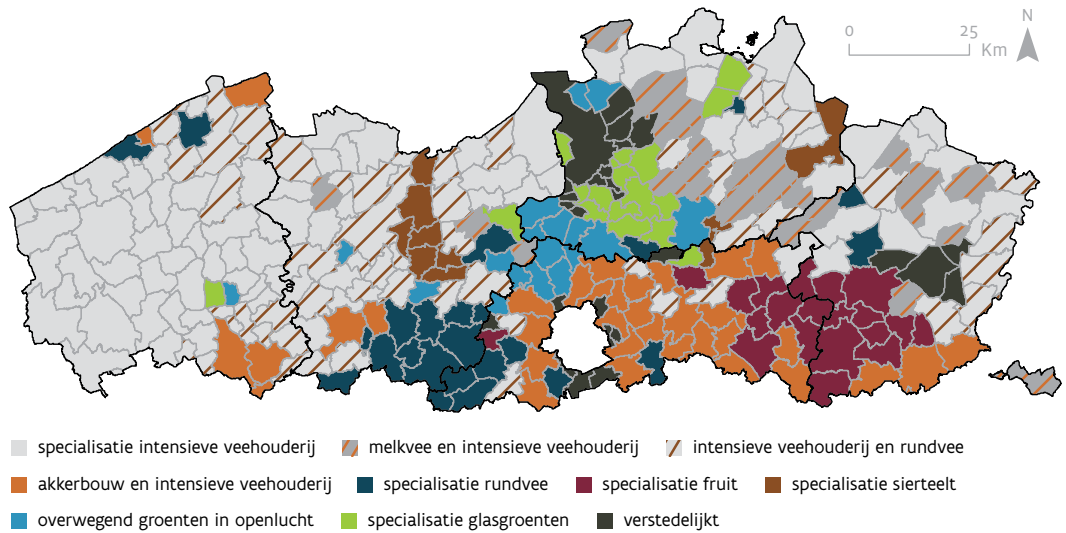 N
0 25
Km
specialisatie intensieve veehouderij melkvee en intensieve veehouderij intensieve veehouderij en rundvee
akkerbouw en intensieve veehouderij specialisatie rundvee specialisatie fruit specialisatie sierteelt
overwegend groenten in openlucht specialisatie glasgroenten verstedelijkt